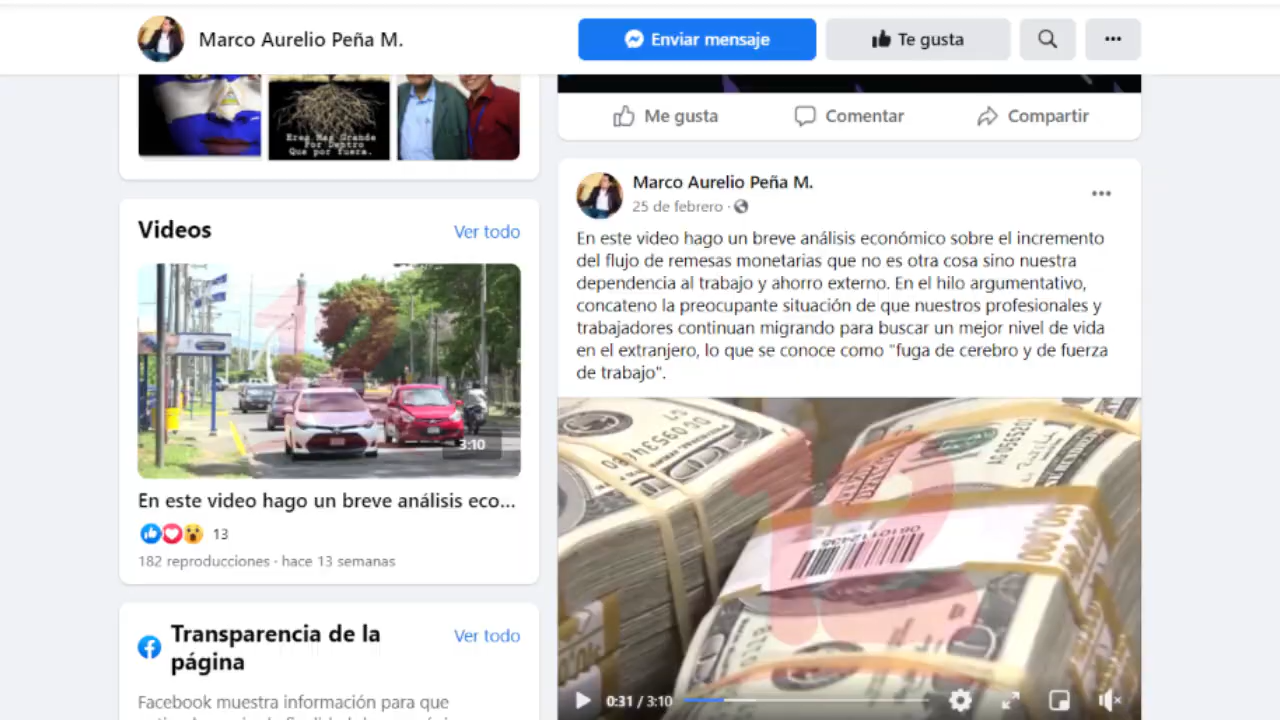 Marco Aurelio Peña M.
Enviar mensaje
Te gusta
Eres Mas Grande
Por Dentro
Que por fuera.
Videos
Ver todo
3:10
En este video hago un breve análisis eco...
13
182 reproducciones · hace 13 semanas
Transparencia de la
página
Ver todo
Facebook muestra información para que
Me gusta
Comentar
Compartir
Marco Aurelio Peña M.
25 de febrero ·
En este video hago un breve análisis económico sobre el incremento
del flujo de remesas monetarias que no es otra cosa sino nuestra
dependencia al trabajo y ahorro externo. En el hilo argumentativo,
concateno la preocupante situación de que nuestros profesionales y
trabajadores continuan migrando para buscar un mejor nivel de vida
en el extranjero, lo que se conoce como "fuga de cerebro y de fuerza
de trabajo".
12
0:31 / 3:10